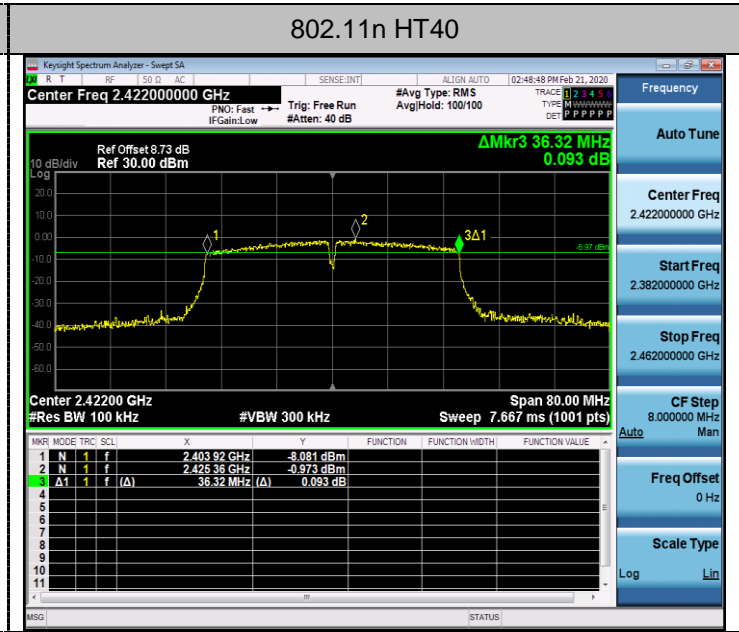 802.11n HT40
Keysight Spectrum Analyzer - Swept SA
LXI R T RF 50 Ω AC SENSE:INT ALIGN AUTO 02:48:48 PM Feb 21, 2020
Center Freq 2.422000000 GHz #Avg Type: RMS TRACE 1 2 3 4 5 6
PNO: Fast Trig: Free Run Avg|Hold: 100/100 TYPE M WWWWW
IFGain:Low #Atten: 40 dB DET P P P P P P
Ref Offset 8.73 dB ΔMkr3 36.32 MHz
10 dB/div Ref 30.00 dBm 0.093 dB
Log
20.0
10.0
0.00
-10.0
-20.0
-30.0
-40.0
-50.0
-60.0
1
2
3Δ1
-6.97 dBm
Center 2.42200 GHz Span 80.00 MHz
#Res BW 100 kHz #VBW 300 kHz Sweep 7.667 ms (1001 pts)
MKR MODE TRC SCL X Y FUNCTION FUNCTION WIDTH FUNCTION VALUE
1 N 1 f 2.403 92 GHz -8.081 dBm
2 N 1 f 2.425 36 GHz -0.973 dBm
3 Δ1 1 f (Δ) 36.32 MHz (Δ) 0.093 dB
4
5
6
7
8
9
10
11
MSG STATUS
Frequency
Auto Tune
Center Freq
2.422000000 GHz
Start Freq
2.382000000 GHz
Stop Freq
2.462000000 GHz
CF Step
8.000000 MHz
Auto Man
Freq Offset
0 Hz
Scale Type
Log Lin